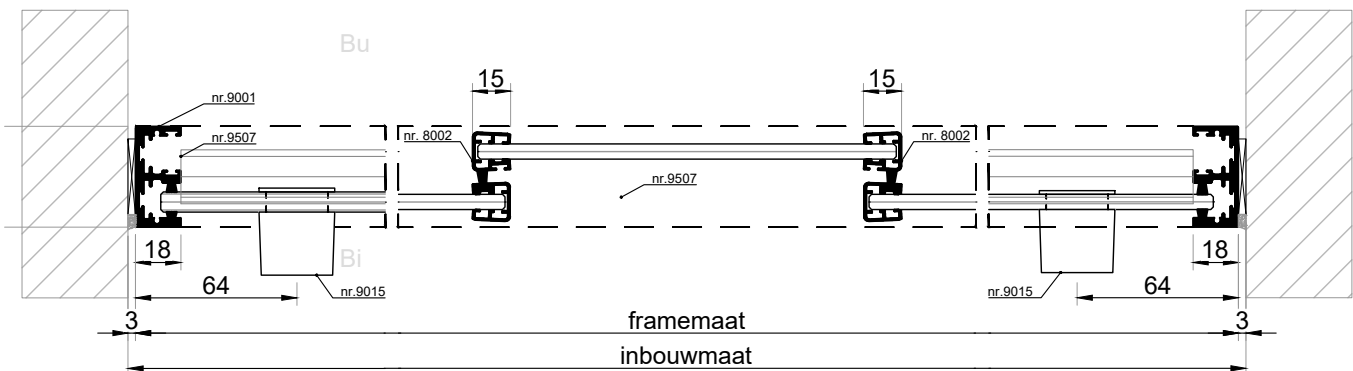 Bu
15
15
nr.9001
nr.9507
nr. 8002
nr. 8002
nr.9507
18
Bi
18
64
nr.9015
nr.9015
64
3
framemaat
3
inbouwmaat